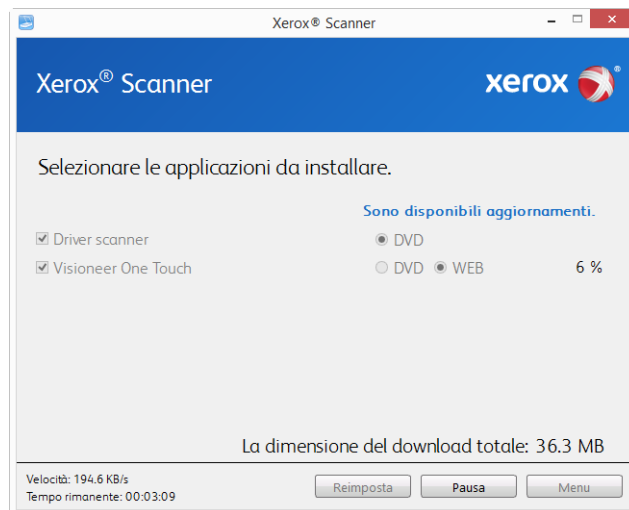 Xerox® Scanner
Xerox® Scanner
xerox ®
Selezionare le applicazioni da installare.
Sono disponibili aggiornamenti.
Driver scanner DVD
Visioneer One Touch DVD WEB 6 %
La dimensione del download totale: 36.3 MB
Velocità: 194.6 KB/s
Tempo rimanente: 00:03:09
Reimposta Pausa Menu